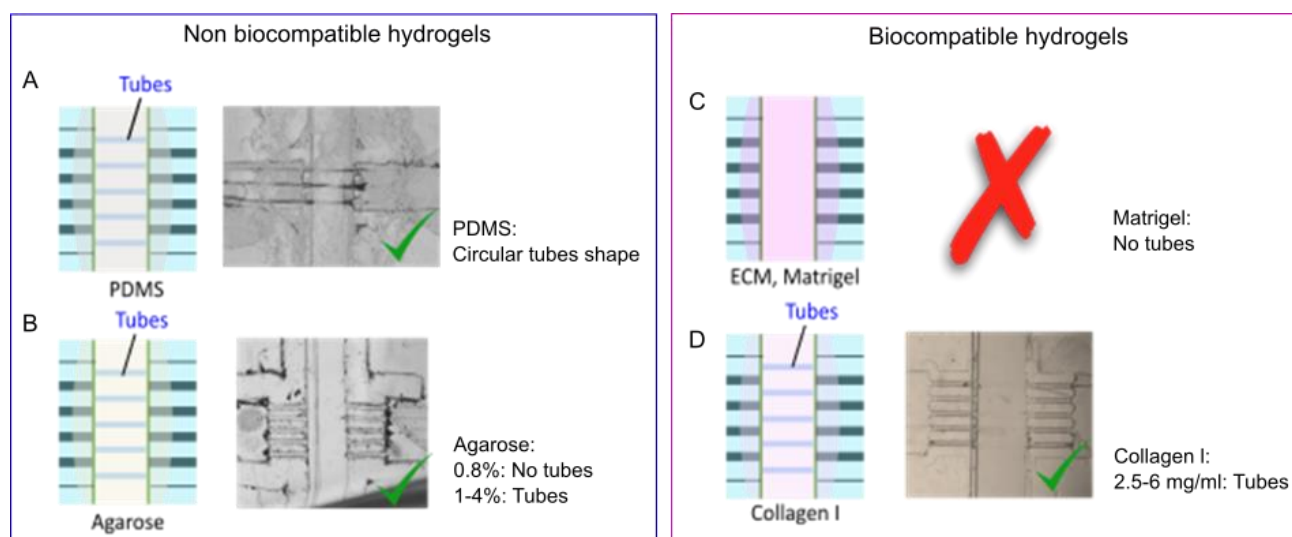 Non biocompatible hydrogels
A
Tubes
PDMS
PDMS:
Circular tubes shape
B
Tubes
Agarose
Agarose:
0.8%: No tubes
1-4%: Tubes
Biocompatible hydrogels
C
ECM, Matrigel
Matrigel:
No tubes
D
Tubes
Collagen I
Collagen I:
2.5-6 mg/ml: Tubes